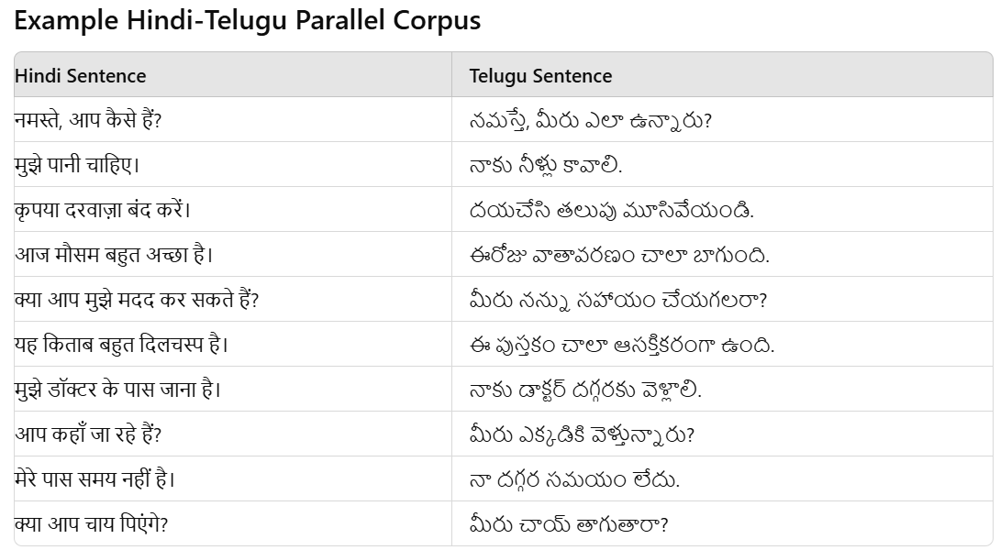 Example Hindi-Telugu Parallel Corpus
Hindi Sentence Telugu Sentence
नमस्ते, आप कैसे हैं? నమస్తే, మీరు ఎలా ఉన్నారు?
मुझे पानी चाहिए। నాకు నీళ్లు కావాలి.
कृपया दरवाज़ा बंद करें। దయచేసి తలుపు మూసివేయండి.
आज मौसम बहुत अच्छा है। ఈరోజు వాతావరణం చాలా బాగుంది.
क्या आप मुझे मदद कर सकते हैं? మీరు నన్ను సహాయం చేయగలరా?
यह किताब बहुत दिलचस्प है। ఈ పుస్తకం చాలా ఆసక్తికరంగా ఉంది.
मुझे डॉक्टर के पास जाना है। నాకు డాక్టర్ దగ్గరకు వెళ్లాలి.
आप कहाँ जा रहे हैं? మీరు ఎక్కడికి వెళ్తున్నారు?
मेरे पास समय नहीं है। నా దగ్గర సమయం లేదు.
क्या आप चाय पिएंगे? మీరు చాయ్ తాగుతారా?